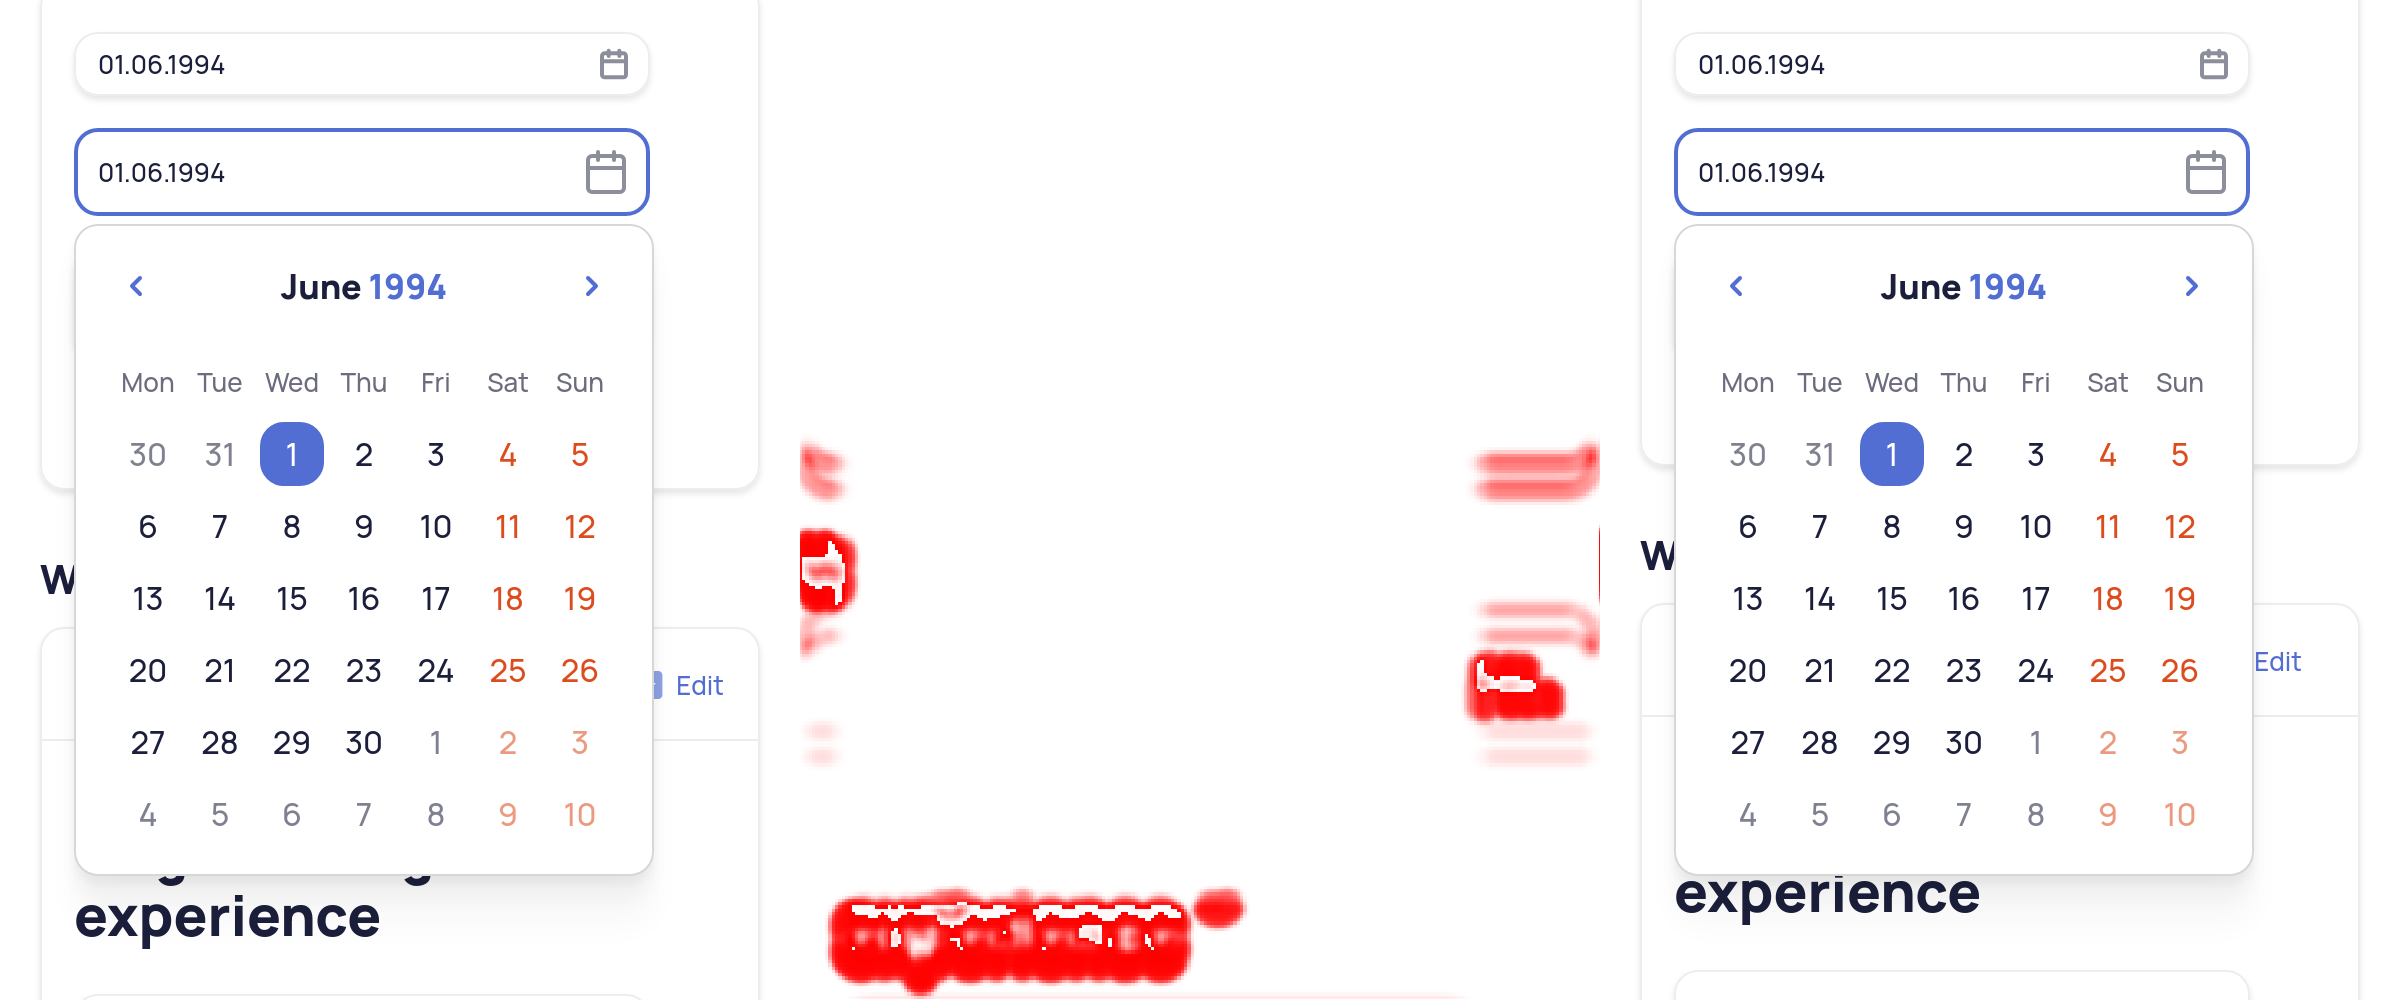 01.06.1994
01.06.1994
June 1994
Mon Tue Wed Thu Fri Sat Sun
30 31 1 2 3 4 5
6 7 8 9 10 11 12
13 14 15 16 17 18 19
20 21 22 23 24 25 26
27 28 29 30 1 2 3
4 5 6 7 8 9 10
Edit
experience
01.06.1994
01.06.1994
June 1994
Mon Tue Wed Thu Fri Sat Sun
30 31 1 2 3 4 5
6 7 8 9 10 11 12
13 14 15 16 17 18 19
20 21 22 23 24 25 26
27 28 29 30 1 2 3
4 5 6 7 8 9 10
Edit
experience